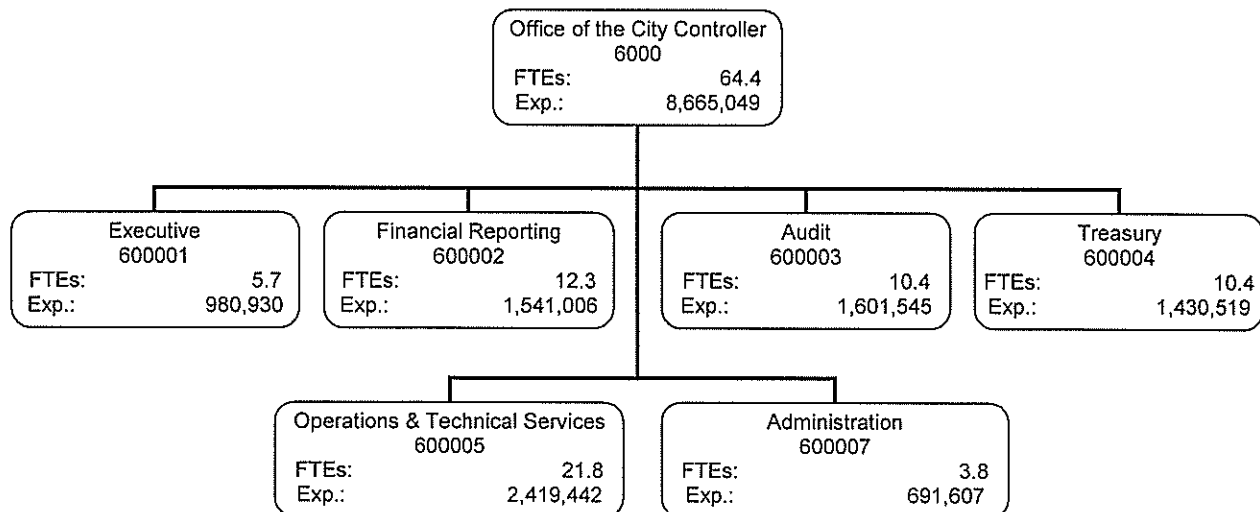 Office of the City Controller
6000
FTEs: 64.4
Exp.: 8,665,049
Executive
600001
FTEs: 5.7
Exp.: 980,930
Financial Reporting
600002
FTEs: 12.3
Exp.: 1,541,006
Audit
600003
FTEs: 10.4
Exp.: 1,601,545
Treasury
600004
FTEs: 10.4
Exp.: 1,430,519
Operations & Technical Services
600005
FTEs: 21.8
Exp.: 2,419,442
Administration
600007
FTEs: 3.8
Exp.: 691,607